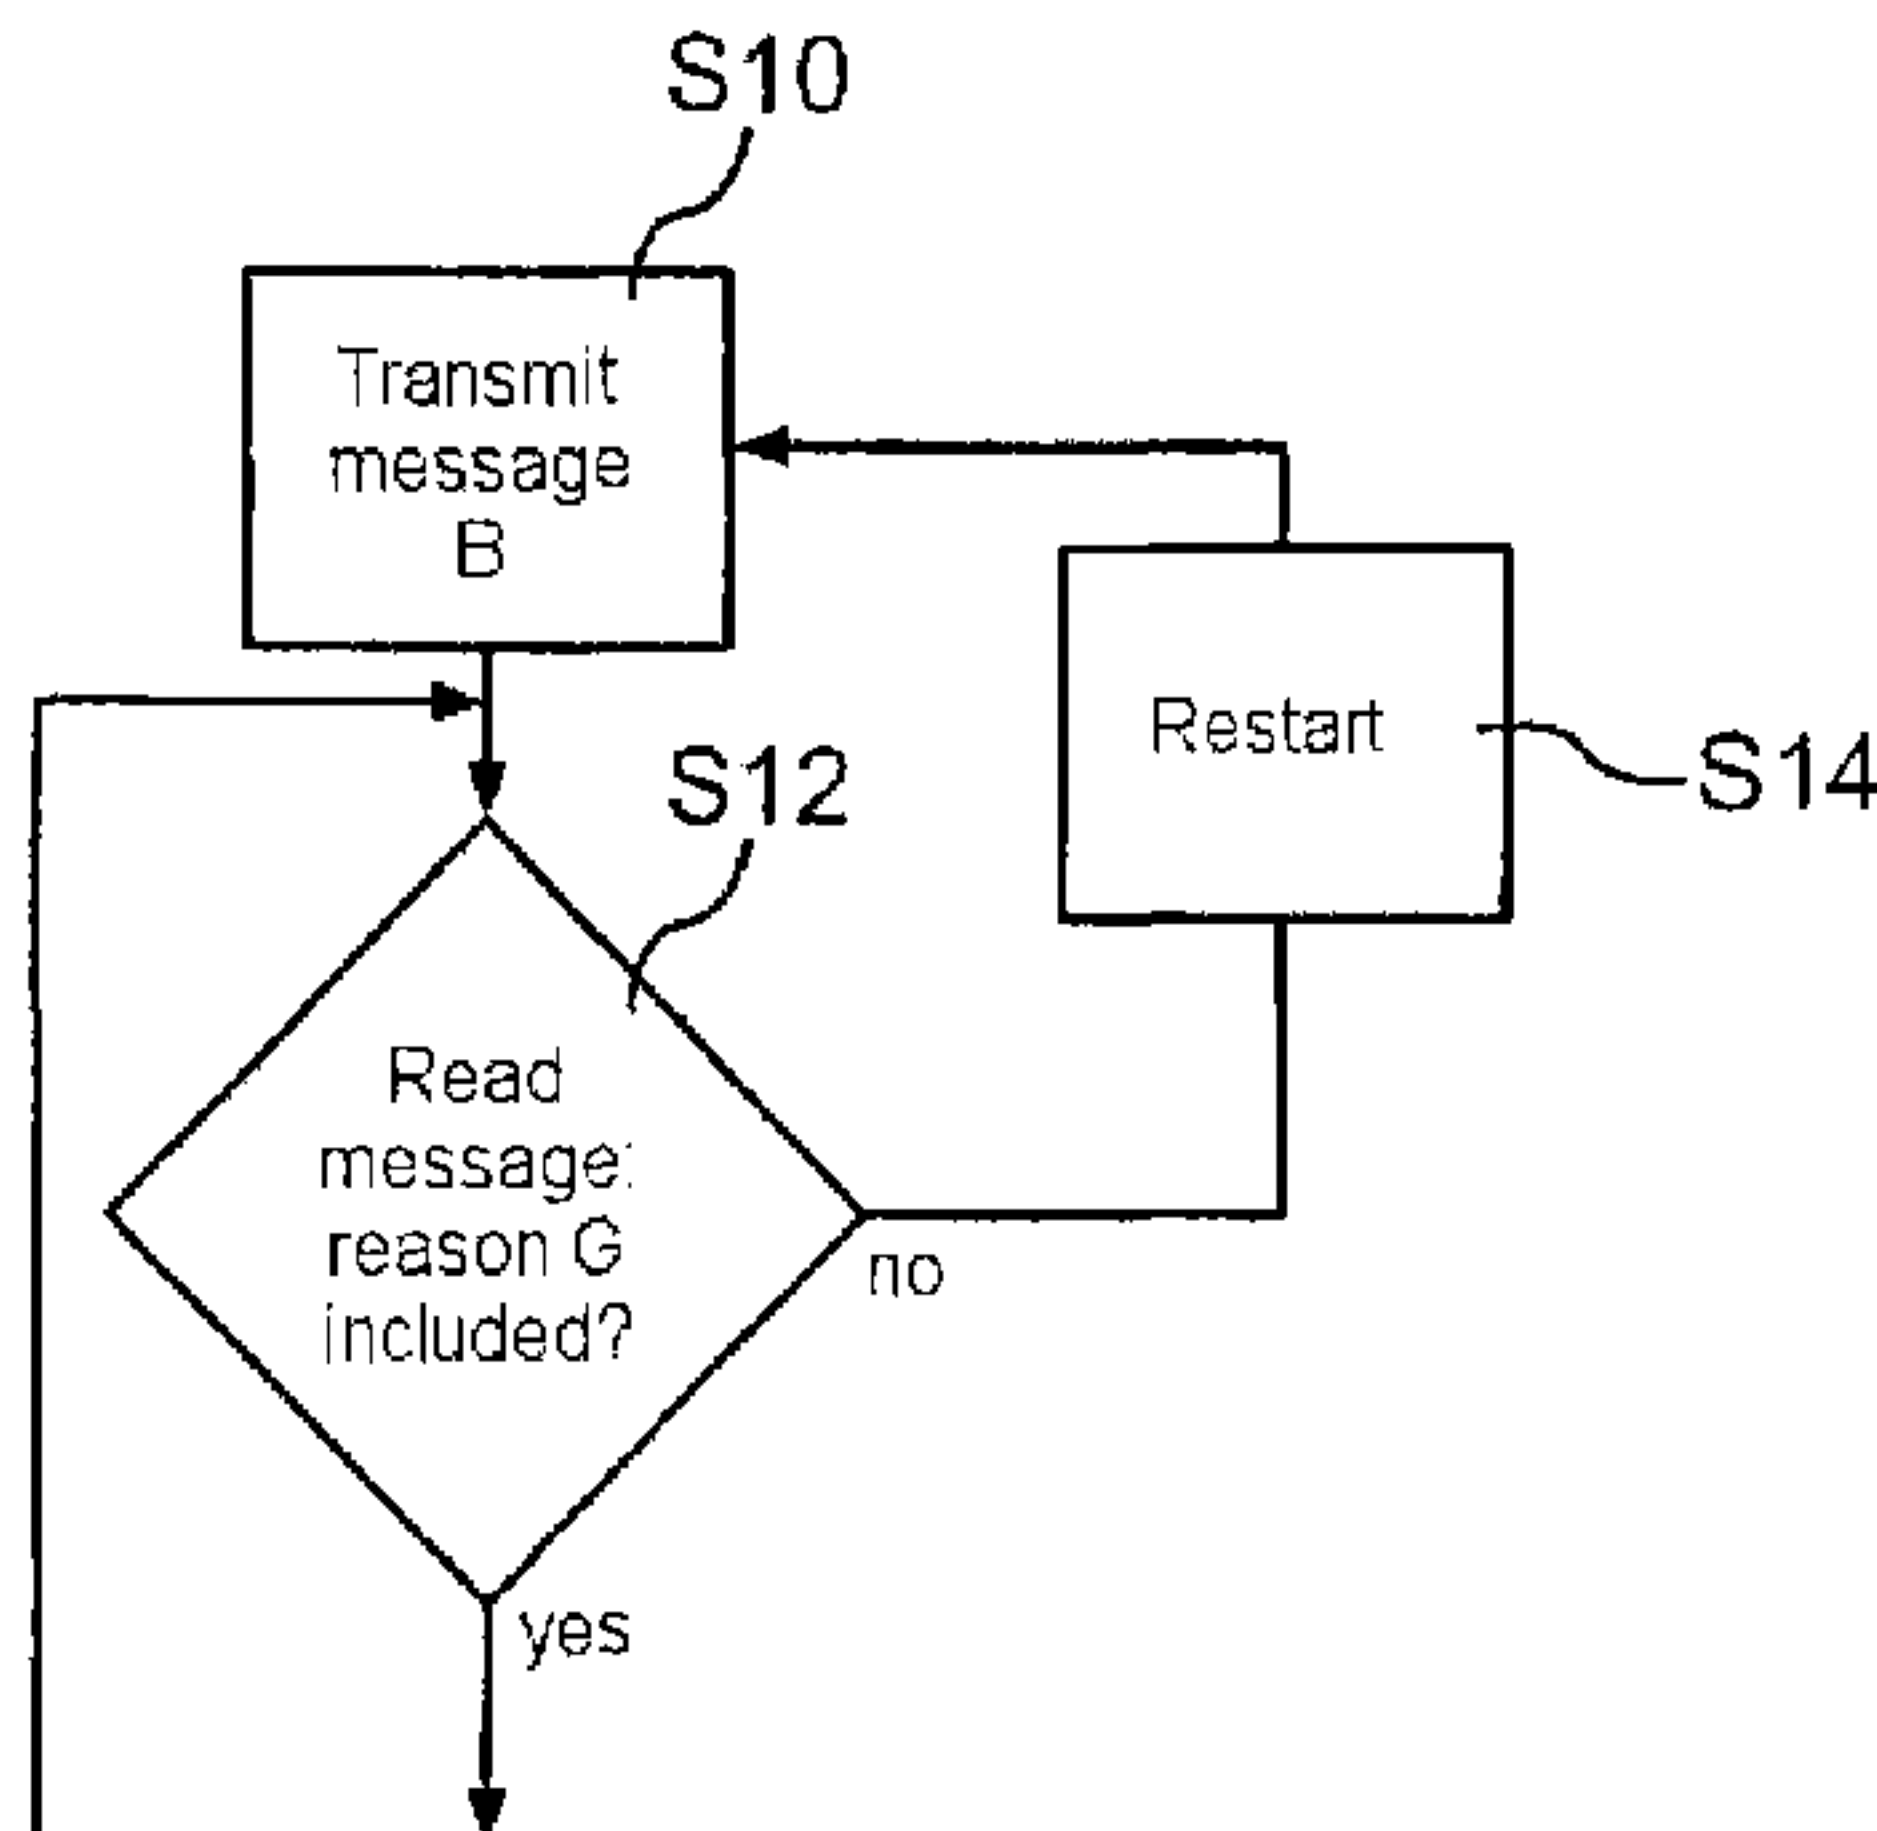 S10
Transmit
message
B
Restart
S14
S12
Read
message:
reason G
included?
no
yes